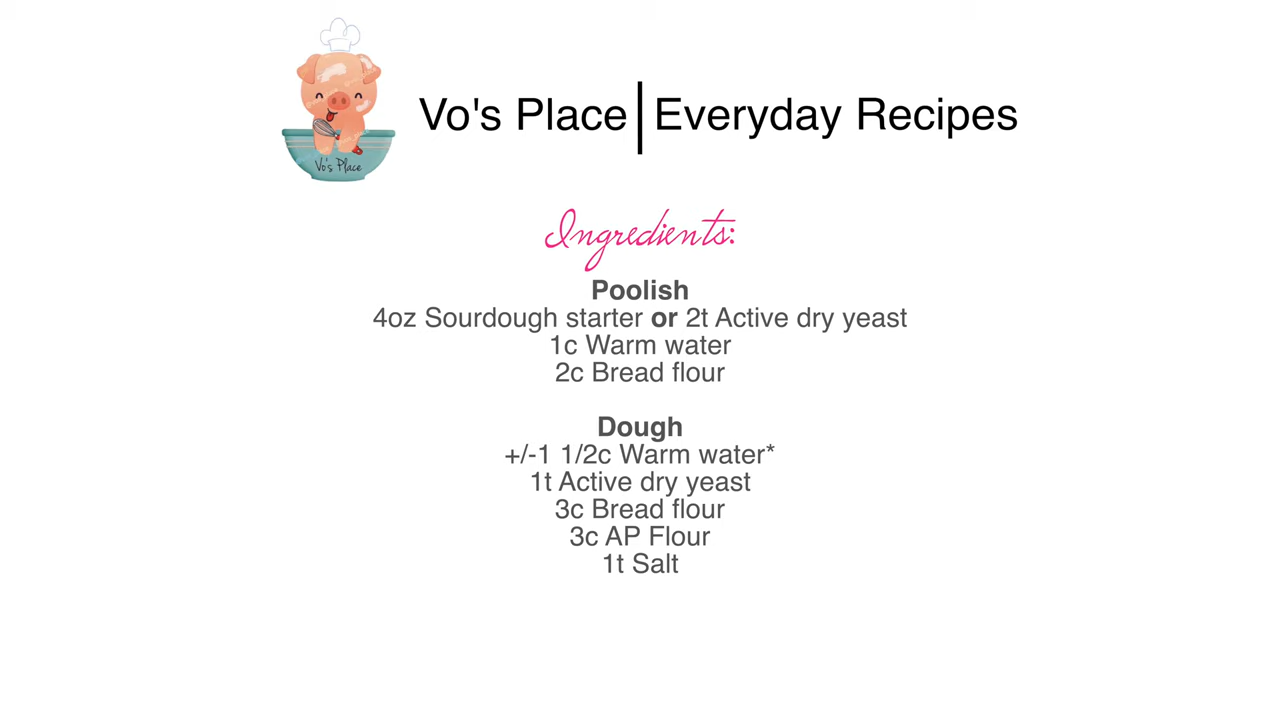 Vo's Place
Vo's Place | Everyday Recipes
Ingredients:
Poolish
4oz Sourdough starter or 2t Active dry yeast
1c Warm water
2c Bread flour
Dough
+/-1 1/2c Warm water*
1t Active dry yeast
3c Bread flour
3c AP Flour
1t Salt